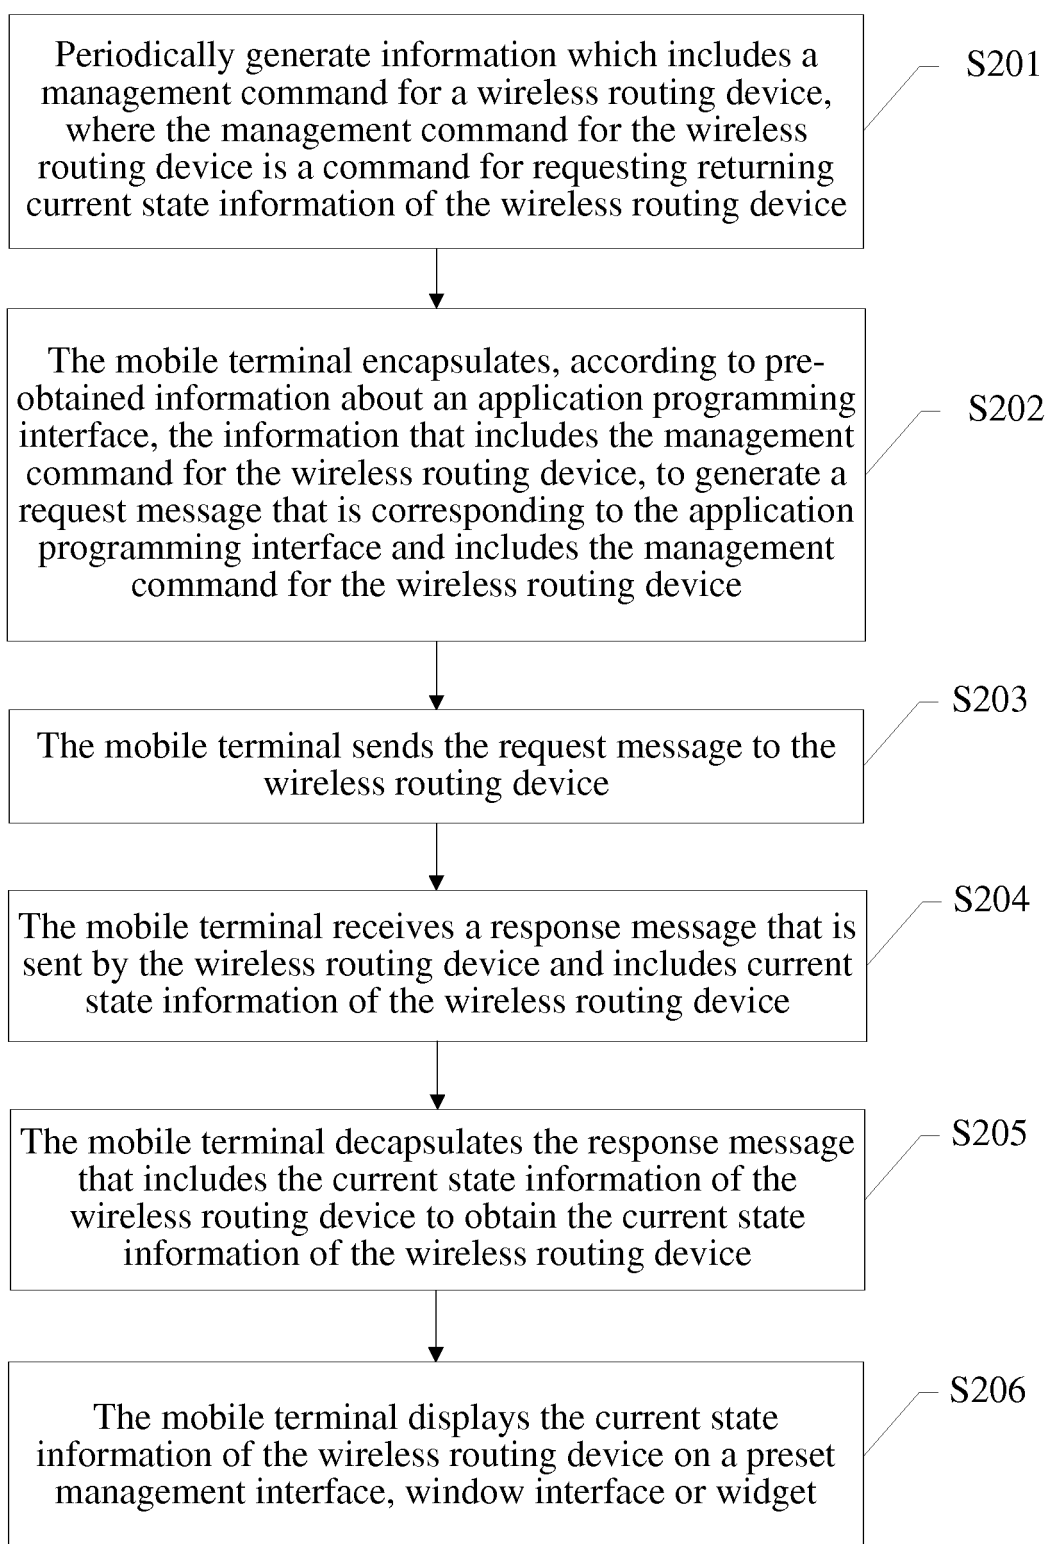 Periodically generate information which includes a
management command for a wireless routing device,
where the management command for the wireless
routing device is a command for requesting returning
current state information of the wireless routing device
S201
The mobile terminal encapsulates, according to pre-
obtained information about an application programming
interface, the information that includes the management
command for the wireless routing device, to generate a
request message that is corresponding to the application
programming interface and includes the management
command for the wireless routing device
S202
The mobile terminal sends the request message to the
wireless routing device
S203
The mobile terminal receives a response message that is
sent by the wireless routing device and includes current
state information of the wireless routing device
S204
The mobile terminal decapsulates the response message
that includes the current state information of the
wireless routing device to obtain the current state
information of the wireless routing device
S205
The mobile terminal displays the current state
information of the wireless routing device on a preset
management interface, window interface or widget
S206